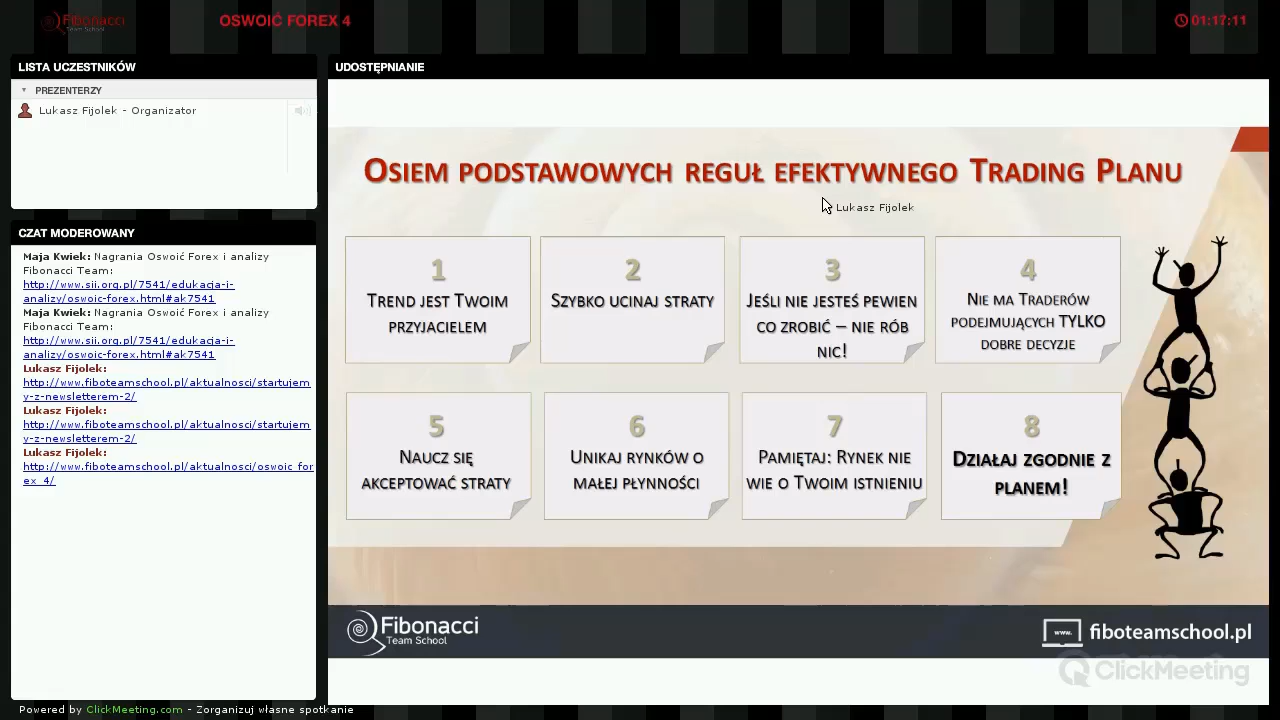 Fibonacci
Team School
OSWOIĆ FOREX 4
01:17:11
LISTA UCZESTNIKÓW
PREZENTERZY
Lukasz Fijolek - Organizator
CZAT MODEROWANY
Maja Kwiek: Nagrania Oswoić Forex i analizy
Fibonacci Team:
http://www.sii.org.pl/7541/edukacja-i-
analizy/oswoic-forex.html#ak7541
Maja Kwiek: Nagrania Oswoić Forex i analizy
Fibonacci Team:
http://www.sii.org.pl/7541/edukacja-i-
analizy/oswoic-forex.html#ak7541
Lukasz Fijolek:
http://www.fiboteamschool.pl/aktualnosci/startujem
y-z-newsletterem-2/
Lukasz Fijolek:
http://www.fiboteamschool.pl/aktualnosci/startujem
y-z-newsletterem-2/
Lukasz Fijolek:
http://www.fiboteamschool.pl/aktualnosci/oswoic_for
ex_4/
UDOSTĘPNIANIE
Osiem podstawowych reguł efektywnego Trading Planu
Lukasz Fijolek
1
Trend jest Twoim
przyjacielem
2
Szybko ucinaj straty
3
Jeśli nie jesteś pewien
co zrobić – nie rób
nic!
4
Nie ma Traderów
podejmujących TYLKO
dobre decyzje
5
Naucz się
akceptować straty
6
Unikaj rynków o
małej płynności
7
Pamiętaj: Rynek nie
wie o Twoim istnieniu
8
Działaj zgodnie z
planem!
Fibonacci
Team School
www.
fiboteamschool.pl
ClickMeeting
Powered by ClickMeeting.com - Zorganizuj własne spotkanie